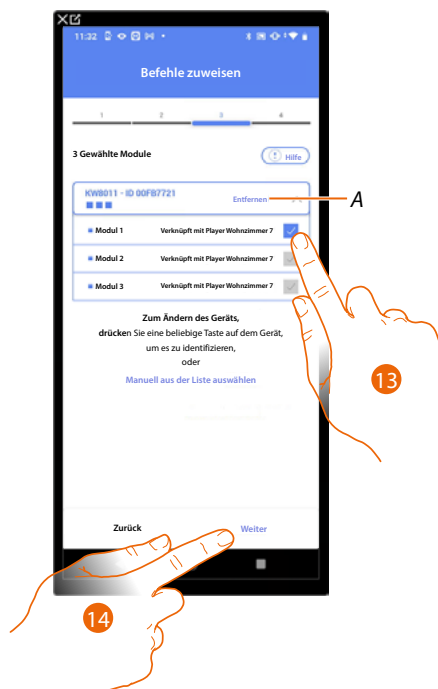 11:32
Befehle zuweisen
1 2 3 4
3 Gewählte Module
Hilfe
KW8011 - ID 00FB7721
Entfernen
A
Modul 1 Verknüpft mit Player Wohnzimmer 7
Modul 2 Verknüpft mit Player Wohnzimmer 7
Modul 3 Verknüpft mit Player Wohnzimmer 7
Zum Ändern des Geräts,
drücken Sie eine beliebige Taste auf dem Gerät,
um es zu identifizieren,
oder
Manuell aus der Liste auswählen
13
Zurück Weiter
14